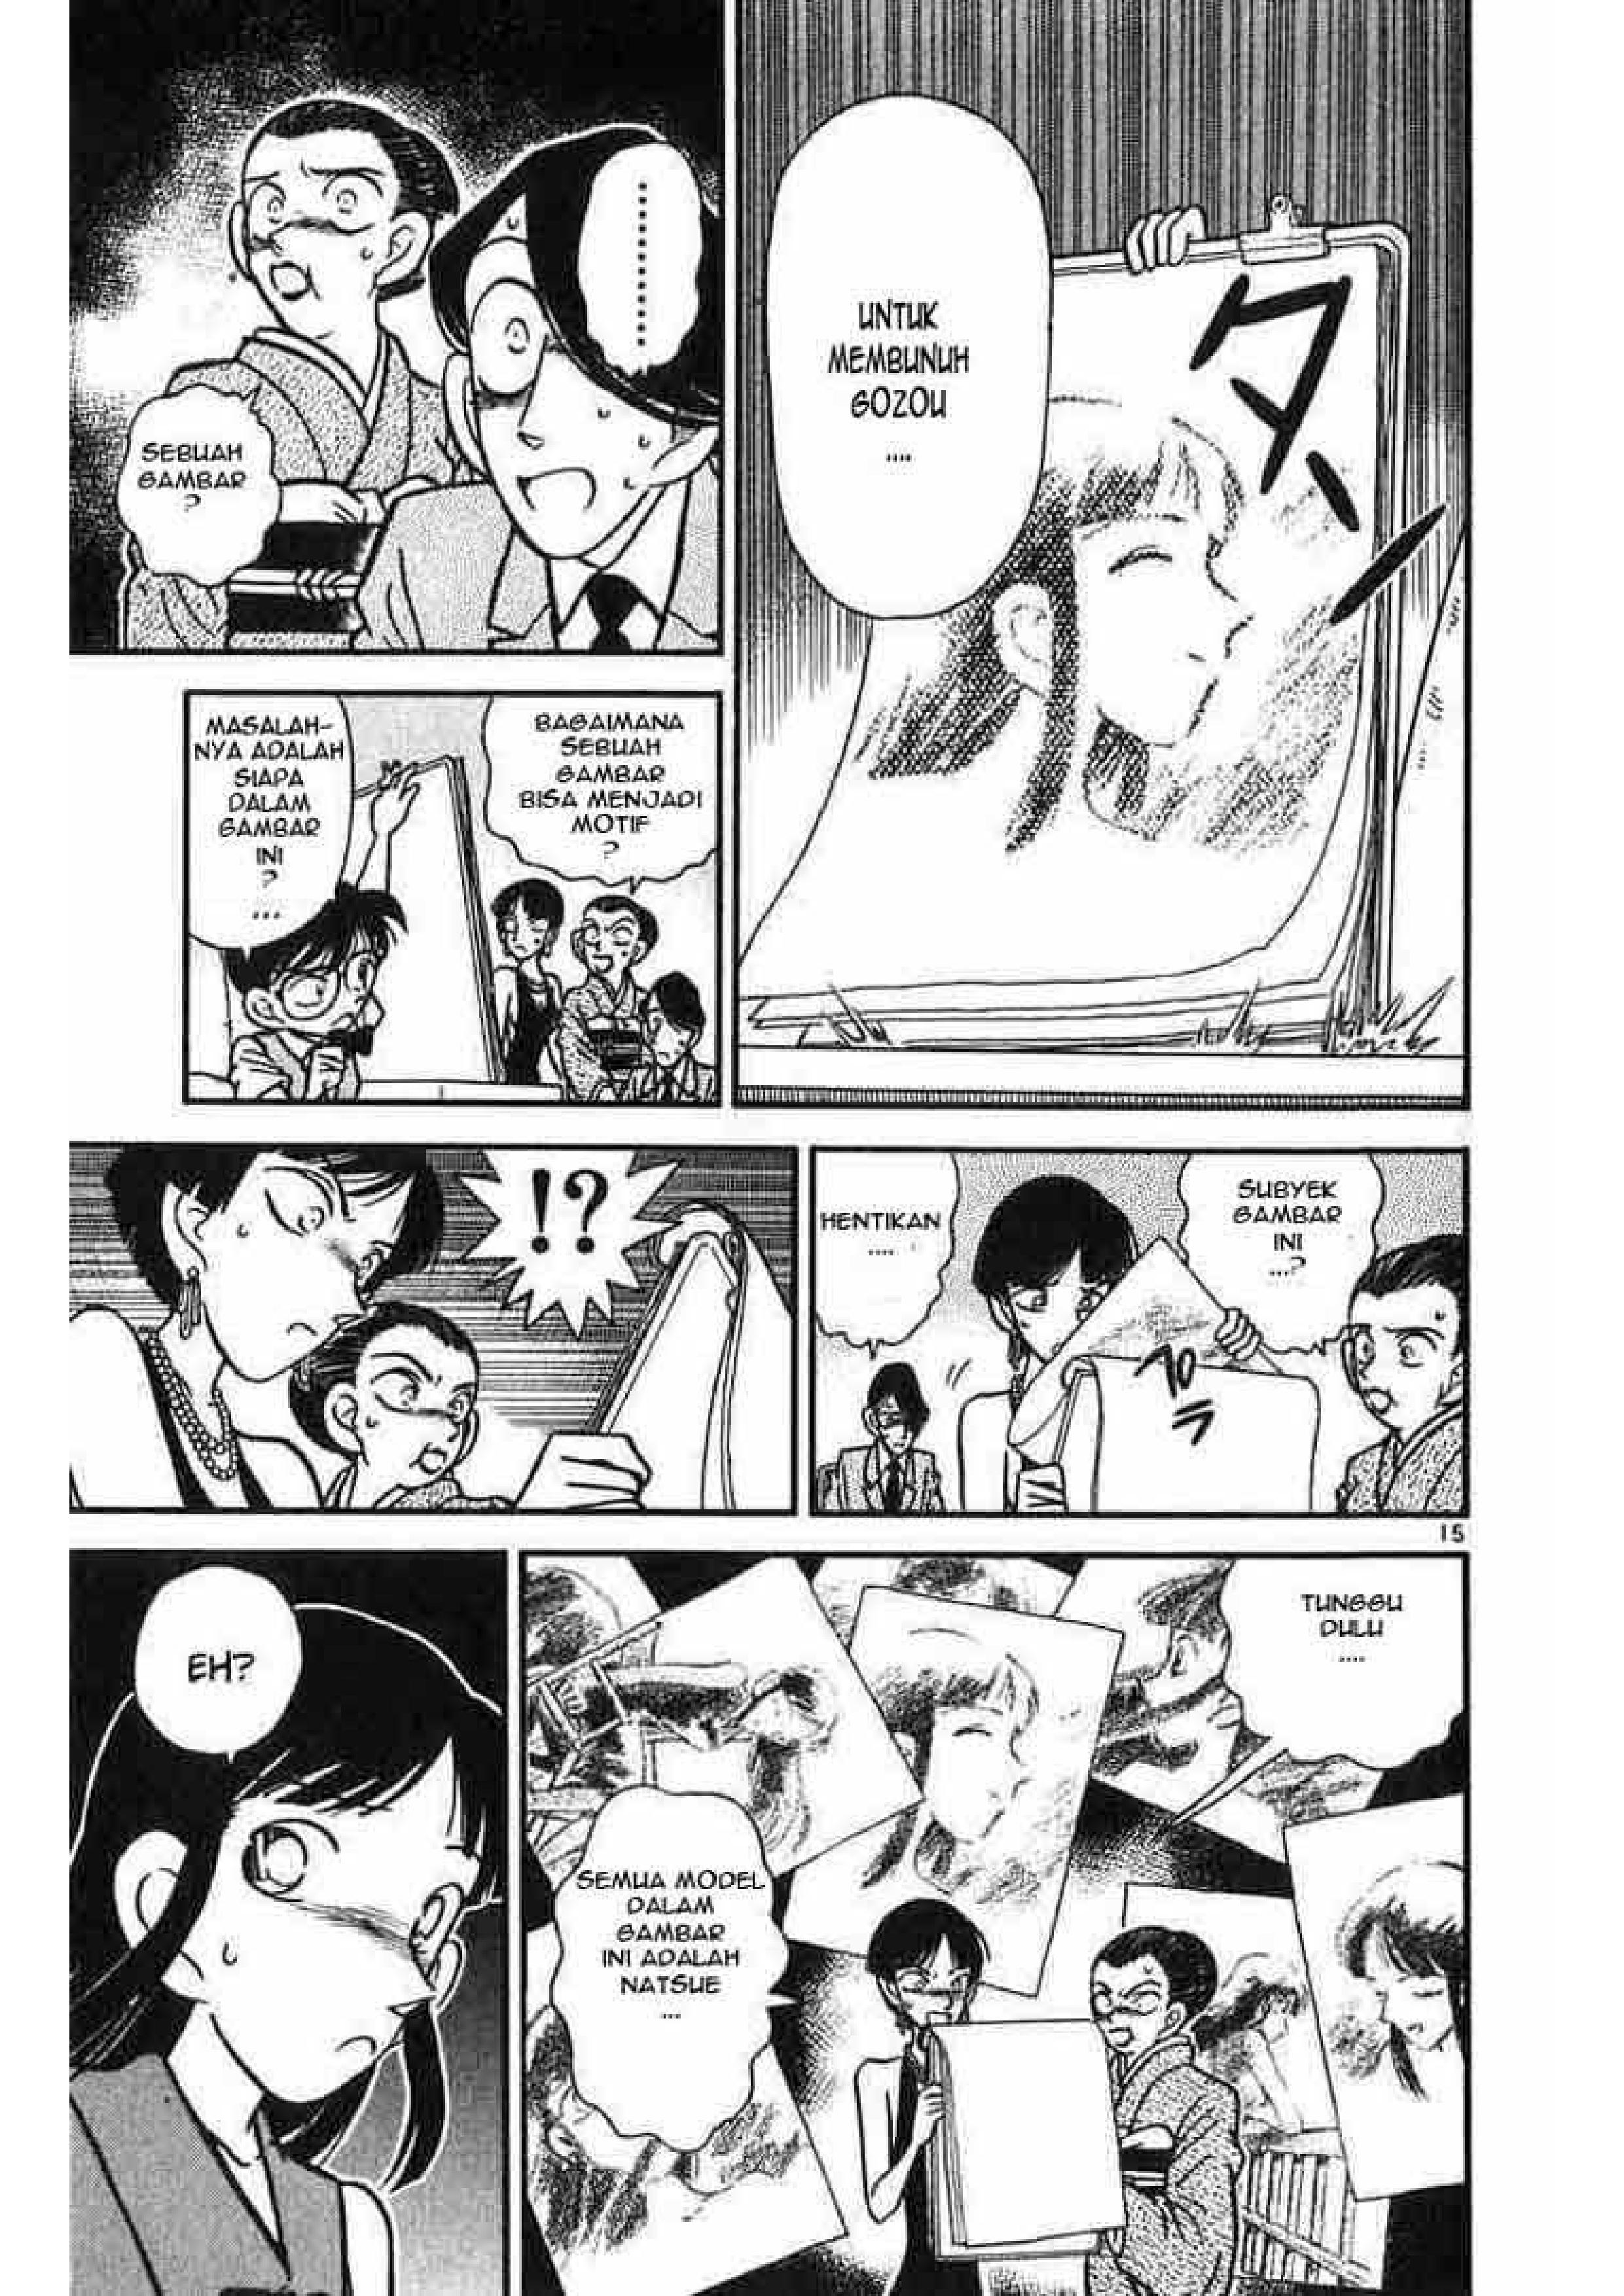 UNTUK
MEMBUNUH
GOZOU
....
..........
SEBUAH
GAMBAR
?
BAGAIMANA
SEBUAH
GAMBAR
BISA MENJADI
MOTIF
?
MASALAH-
NYA ADALAH
SIAPA
DALAM
GAMBAR
INI
?
...
SUBYEK
GAMBAR
INI
...?
HENTIKAN
....
!?
15
TUNGGU
DULU
....
SEMUA MODEL
DALAM
GAMBAR
INI ADALAH
NATSUE
...
EH?